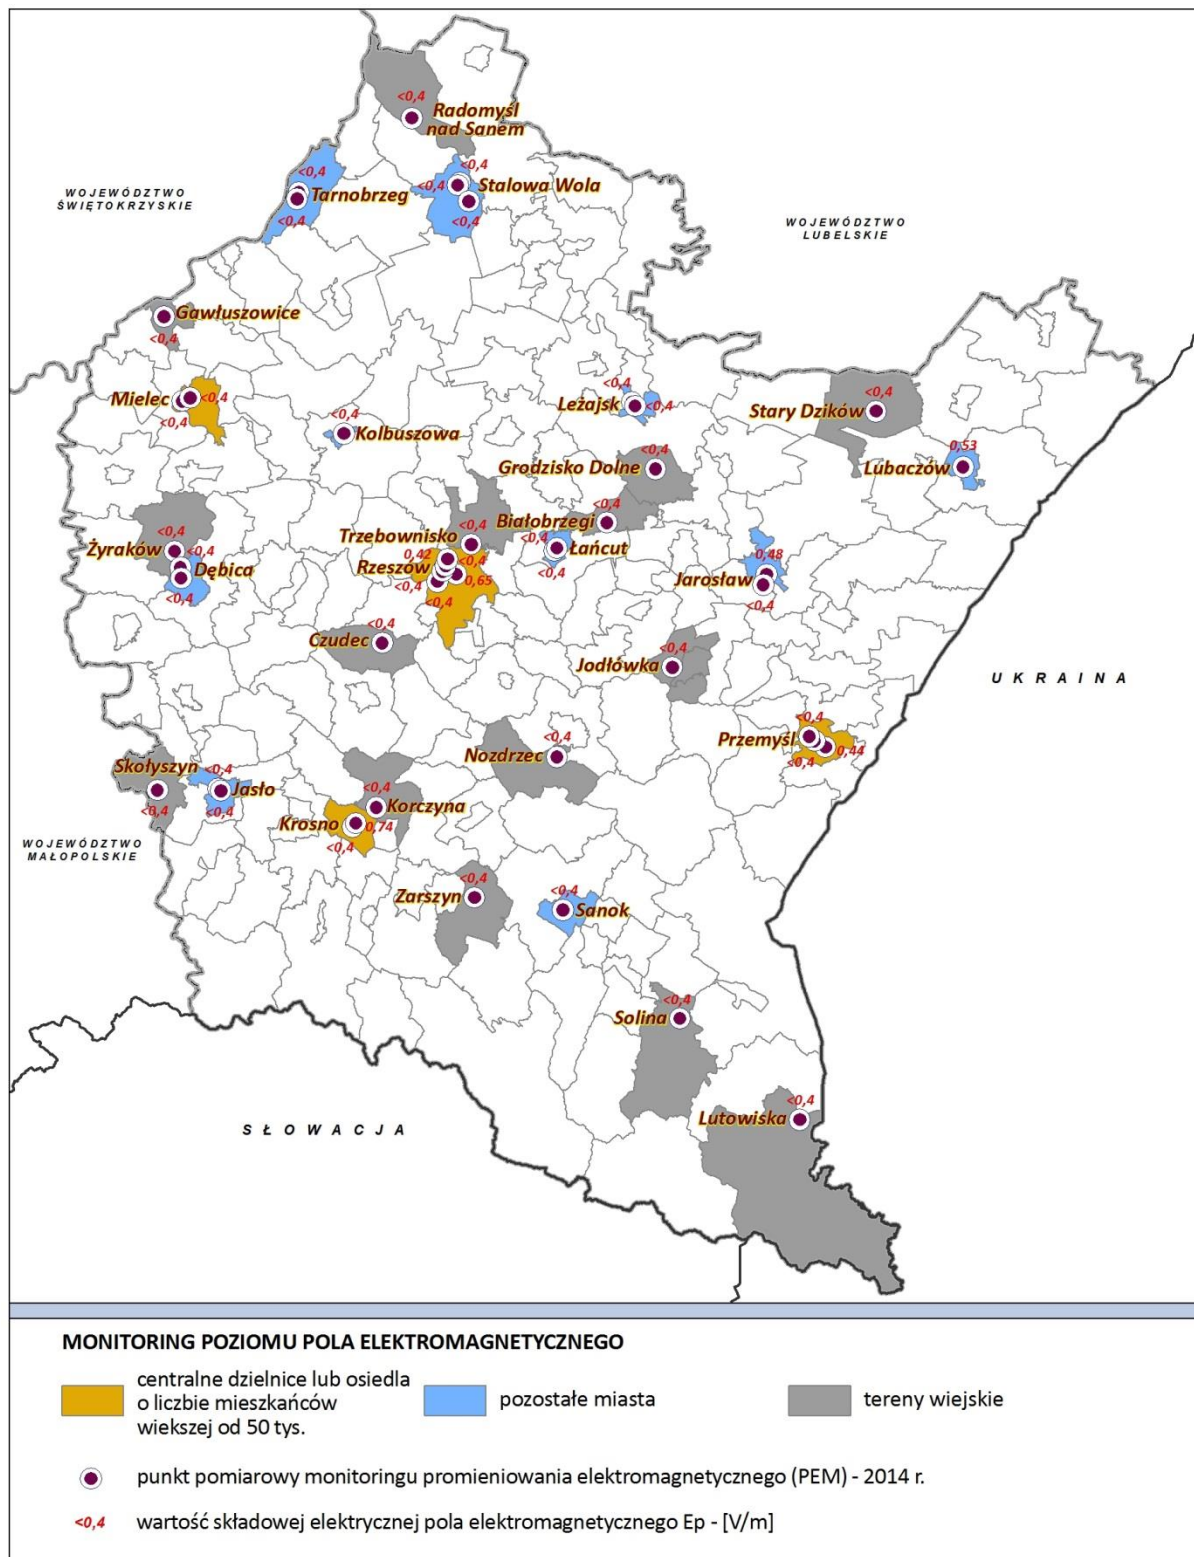 <0,4
Radomyśl
nad Sanem
<0,4
<0,4
<0,4
Stalowa Wola
<0,4
Tarnobrzeg
<0,4
<0,4
WOJEWÓDZTWO
ŚWIĘTOKRZYSKIE
WOJEWÓDZTWO
LUBELSKIE
Gawłuszowice
<0,4
Mielec
<0,4
<0,4
<0,4
Kolbuszowa
<0,4
Leżajsk
<0,4
<0,4
Stary Dzików
0,53
Lubaczów
<0,4
Grodzisko Dolne
<0,4
Białobrzegi
<0,4
Łańcut
<0,4
<0,4
Trzebownisko
0,42
<0,4
Rzeszów
0,65
<0,4
<0,4
<0,4
Żyraków
<0,4
Dębica
<0,4
0,48
Jarosław
<0,4
<0,4
Czudec
<0,4
Jodłówka
UKRAINA
<0,4
Przemyśl
0,44
<0,4
<0,4
Nozdrzec
Skołyszyn
<0,4
<0,4
Jasło
<0,4
<0,4
Korczyna
Krosno
0,74
<0,4
WOJEWÓDZTWO
MAŁOPOLSKIE
<0,4
Zarszyn
<0,4
Sanok
<0,4
Solina
<0,4
Lutowiska
SŁOWACJA
MONITORING POZIOMU POLA ELEKTROMAGNETYCZNEGO
centralne dzielnice lub osiedla
o liczbie mieszkańców
wiekszej od 50 tys.
pozostałe miasta
tereny wiejskie
punkt pomiarowy monitoringu promieniowania elektromagnetycznego (PEM) - 2014 r.
<0,4 wartość składowej elektrycznej pola elektromagnetycznego Ep - [V/m]